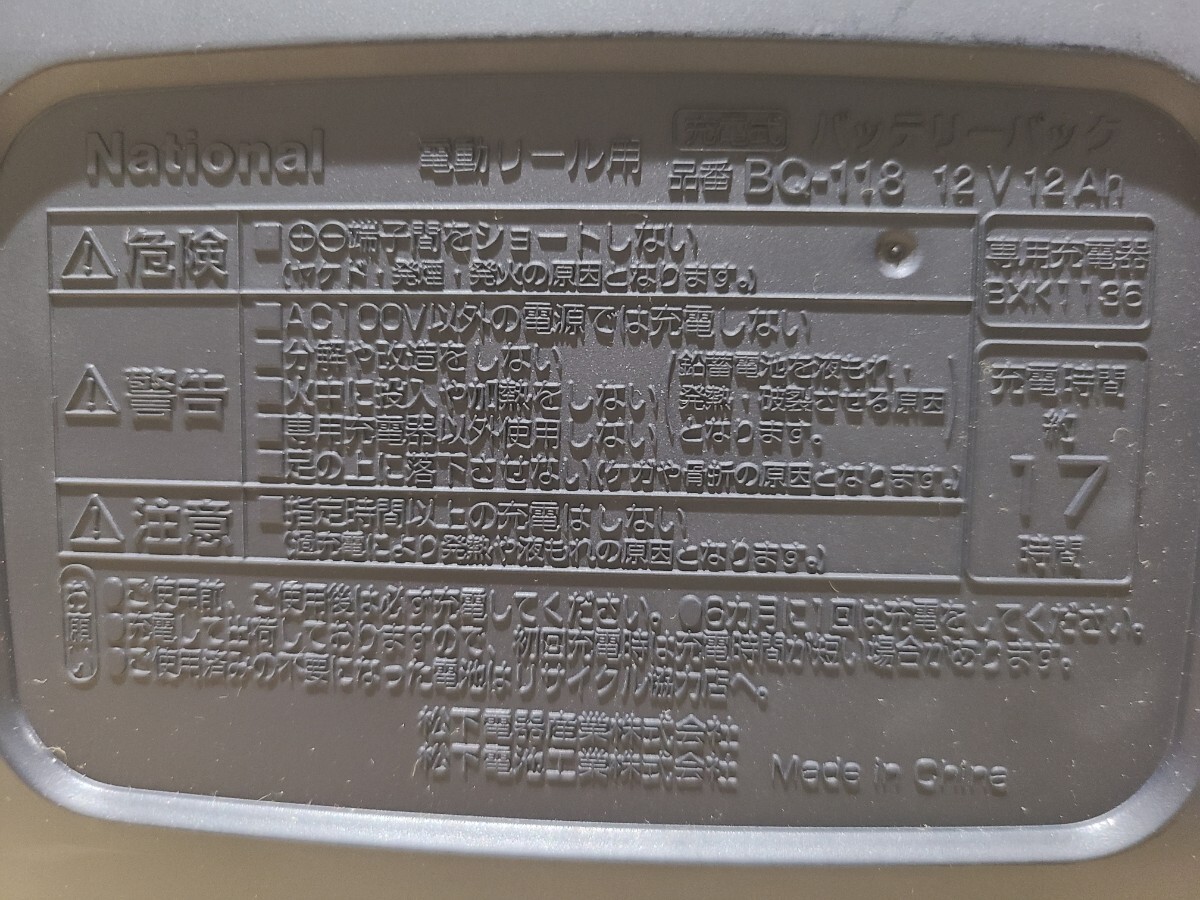 National 電動リール用 充電式 バッテリーパック
品番 BQ-118 12V 12Ah
⚠危険 □⊕⊖端子間をショートしない
(ヤケド・発煙・発火の原因となります。)
専用充電器
BXK1136
⚠警告 □AC100V以外の電源では充電しない
□分解や改造をしない
□火中に投入や加熱をしない
□専用充電器以外使用しない
(鉛蓄電池を液もれ、
発熱・破裂させる原因
となります。)
□足の上に落下させない(ケガや骨折の原因となります。)
充電時間
約
17
時間
⚠注意 □指定時間以上の充電はしない
(過充電により発熱や液もれの原因となります。)
お願い
●ご使用前、ご使用後は必ず充電してください。●6カ月に1回は充電をしてください。
●充電して出荷しておりますので、初回充電時は充電時間が短い場合があります。
●ご使用済みの不要になった電池はリサイクル協力店へ。
松下電器産業株式会社
松下電池工業株式会社 Made in China